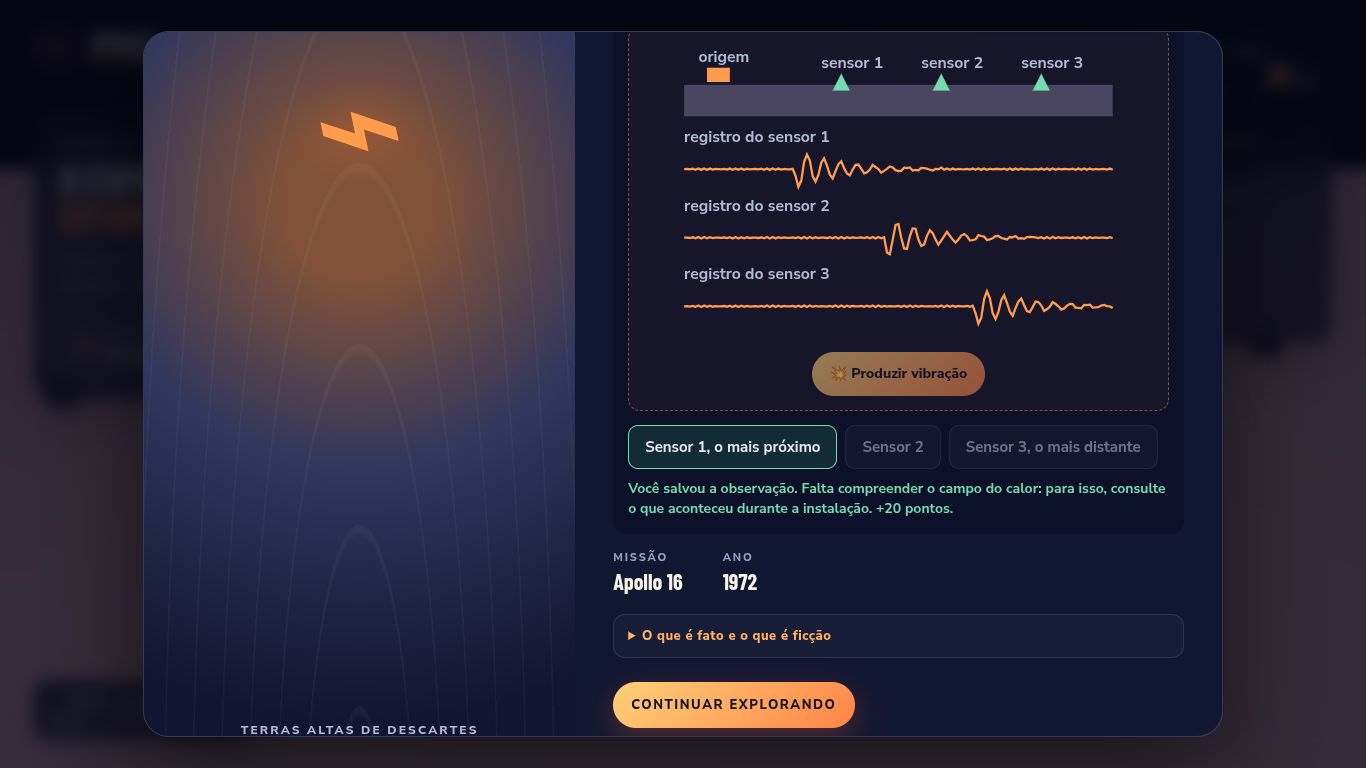 origem
sensor 1
sensor 2
sensor 3
registro do sensor 1
registro do sensor 2
registro do sensor 3
💥 Produzir vibração
Sensor 1, o mais próximo
Sensor 2
Sensor 3, o mais distante
Você salvou a observação. Falta compreender o campo do calor: para isso, consulte
o que aconteceu durante a instalação. +20 pontos.
MISSÃO
ANO
Apollo 16
1972
▶ O que é fato e o que é ficção
CONTINUAR EXPLORANDO
TERRAS ALTAS DE DESCARTES